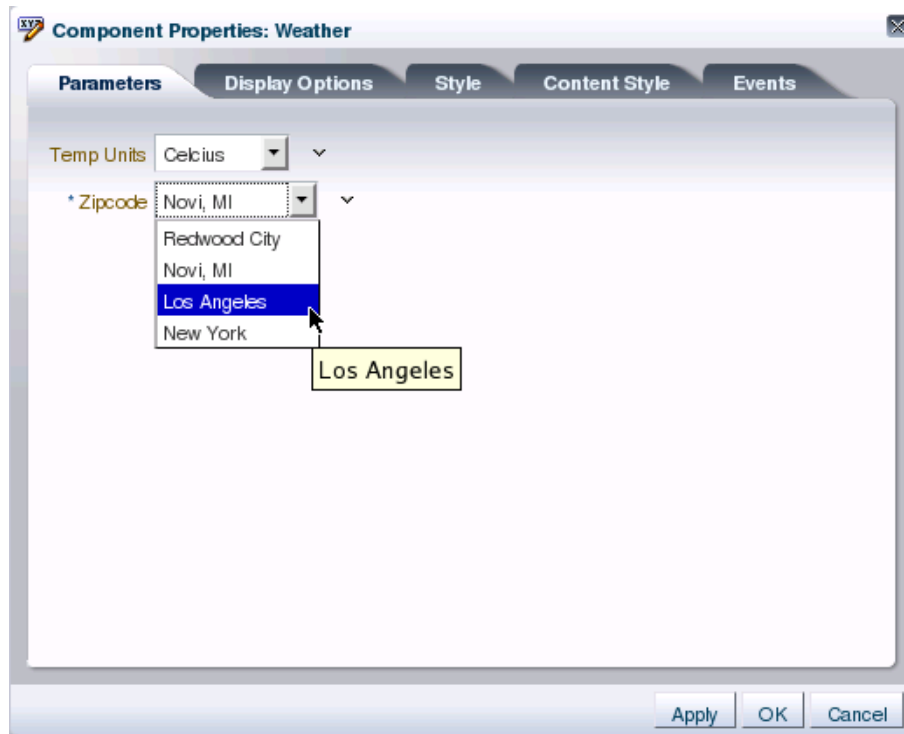 Component Properties: Weather
Parameters Display Options Style Content Style Events
Temp Units Celcius
* Zipcode Novi, MI
Redwood City
Novi, MI
Los Angeles
New York
Los Angeles
Apply OK Cancel